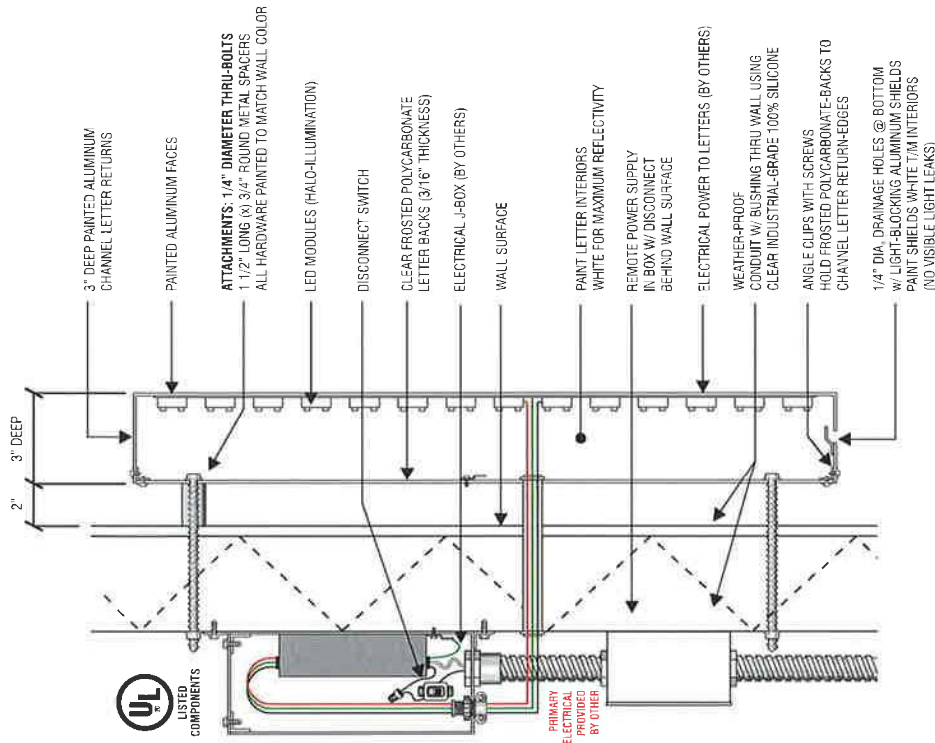 3" DEEP PAINTED ALUMINUM
CHANNEL LETTER RETURNS
PAINTED ALUMINUM FACES
ATTACHMENTS: 1/4" DIAMETER THRU-BOLTS
1 1/2" LONG (x) 3/4" ROUND METAL SPACERS
ALL HARDWARE PAINTED TO MATCH WALL COLOR
LED MODULES (HALO-ILLUMINATION)
DISCONNECT SWITCH
CLEAR FROSTED POLYCARBONATE
LETTER BACKS (3/16" THICKNESS)
ELECTRICAL J-BOX (BY OTHERS)
WALL SURFACE
PAINT LETTER INTERIORS
WHITE FOR MAXIMUM REFLECTIVITY
REMOTE POWER SUPPLY
IN BOX W/ DISCONNECT
BEHIND WALL SURFACE
ELECTRICAL POWER TO LETTERS (BY OTHERS)
WEATHER-PROOF
CONDUIT W/ BUSHING THRU WALL USING
CLEAR INDUSTRIAL-GRADE 100% SILICONE
ANGLE CLIPS WITH SCREWS
HOLD FROSTED POLYCARBONATE-BACKS TO
CHANNEL LETTER RETURN-EDGES
1/4" DIA. DRAINAGE HOLES @ BOTTOM
W/ LIGHT-BLOCKING ALUMINUM SHIELDS
PAINT SHIELDS WHITE T/M INTERIORS
(NO VISIBLE LIGHT LEAKS)
3" DEEP
2"
UL
®
LISTED
COMPONENTS
PRIMARY
ELECTRICAL
PROVIDED
BY OTHER